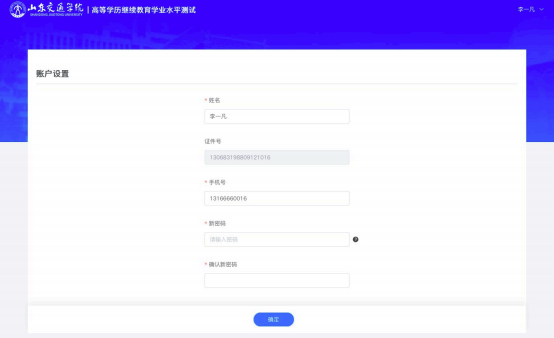 山东交通学院 | 高等学历继续教育学业水平测试
SHANDONG JIAOTONG UNIVERSITY
李一凡
账户设置
* 姓名
李一凡
证件号
130683198809121016
* 手机号
13166660016
* 新密码
请输入密码
* 确认新密码
确定